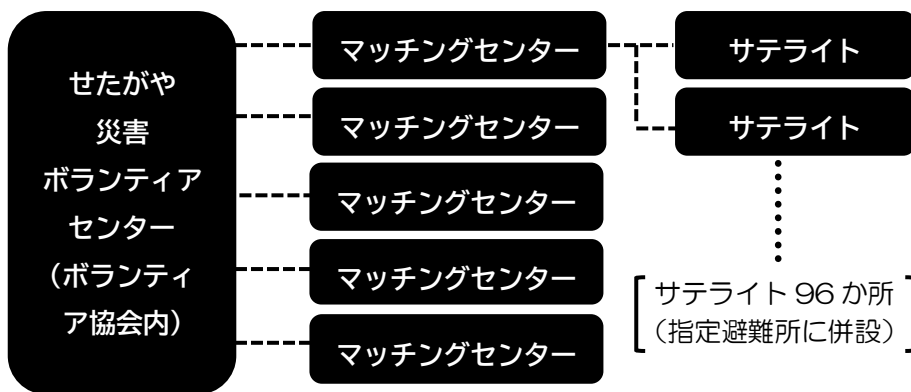 せたがや
災害
ボランティア
センター
（ボランティ
ア協会内）
マッチングセンター
マッチングセンター
マッチングセンター
マッチングセンター
マッチングセンター
サテライト
サテライト
サテライト 96 か所
（指定避難所に併設）